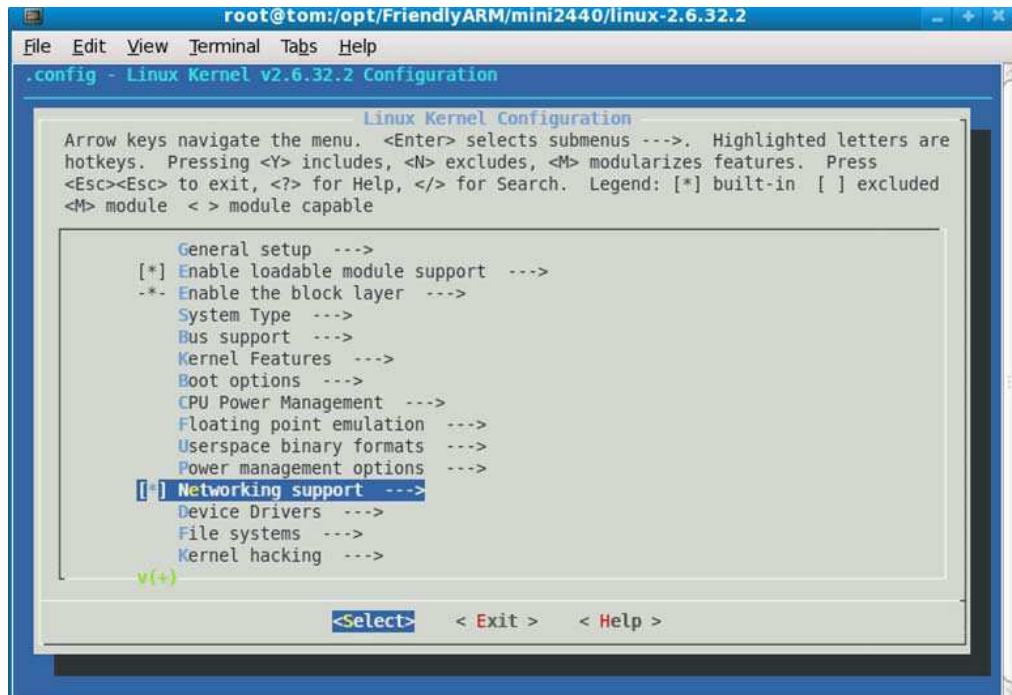 root@tom:/opt/FriendlyARM/mini2440/linux-2.6.32.2
File Edit View Terminal Tabs Help
.config - Linux Kernel v2.6.32.2 Configuration
Linux Kernel Configuration
Arrow keys navigate the menu. <Enter> selects submenus --->. Highlighted letters are
hotkeys. Pressing <Y> includes, <N> excludes, <M> modularizes features. Press
<Esc><Esc> to exit, <?> for Help, </> for Search. Legend: [*] built-in [ ] excluded
<M> module < > module capable
General setup --->
[*] Enable loadable module support --->
-*- Enable the block layer --->
System Type --->
Bus support --->
Kernel Features --->
Boot options --->
CPU Power Management --->
Floating point emulation --->
Userspace binary formats --->
Power management options --->
[*] Networking support --->
Device Drivers --->
File systems --->
Kernel hacking --->
v(+)
<Select> < Exit > < Help >